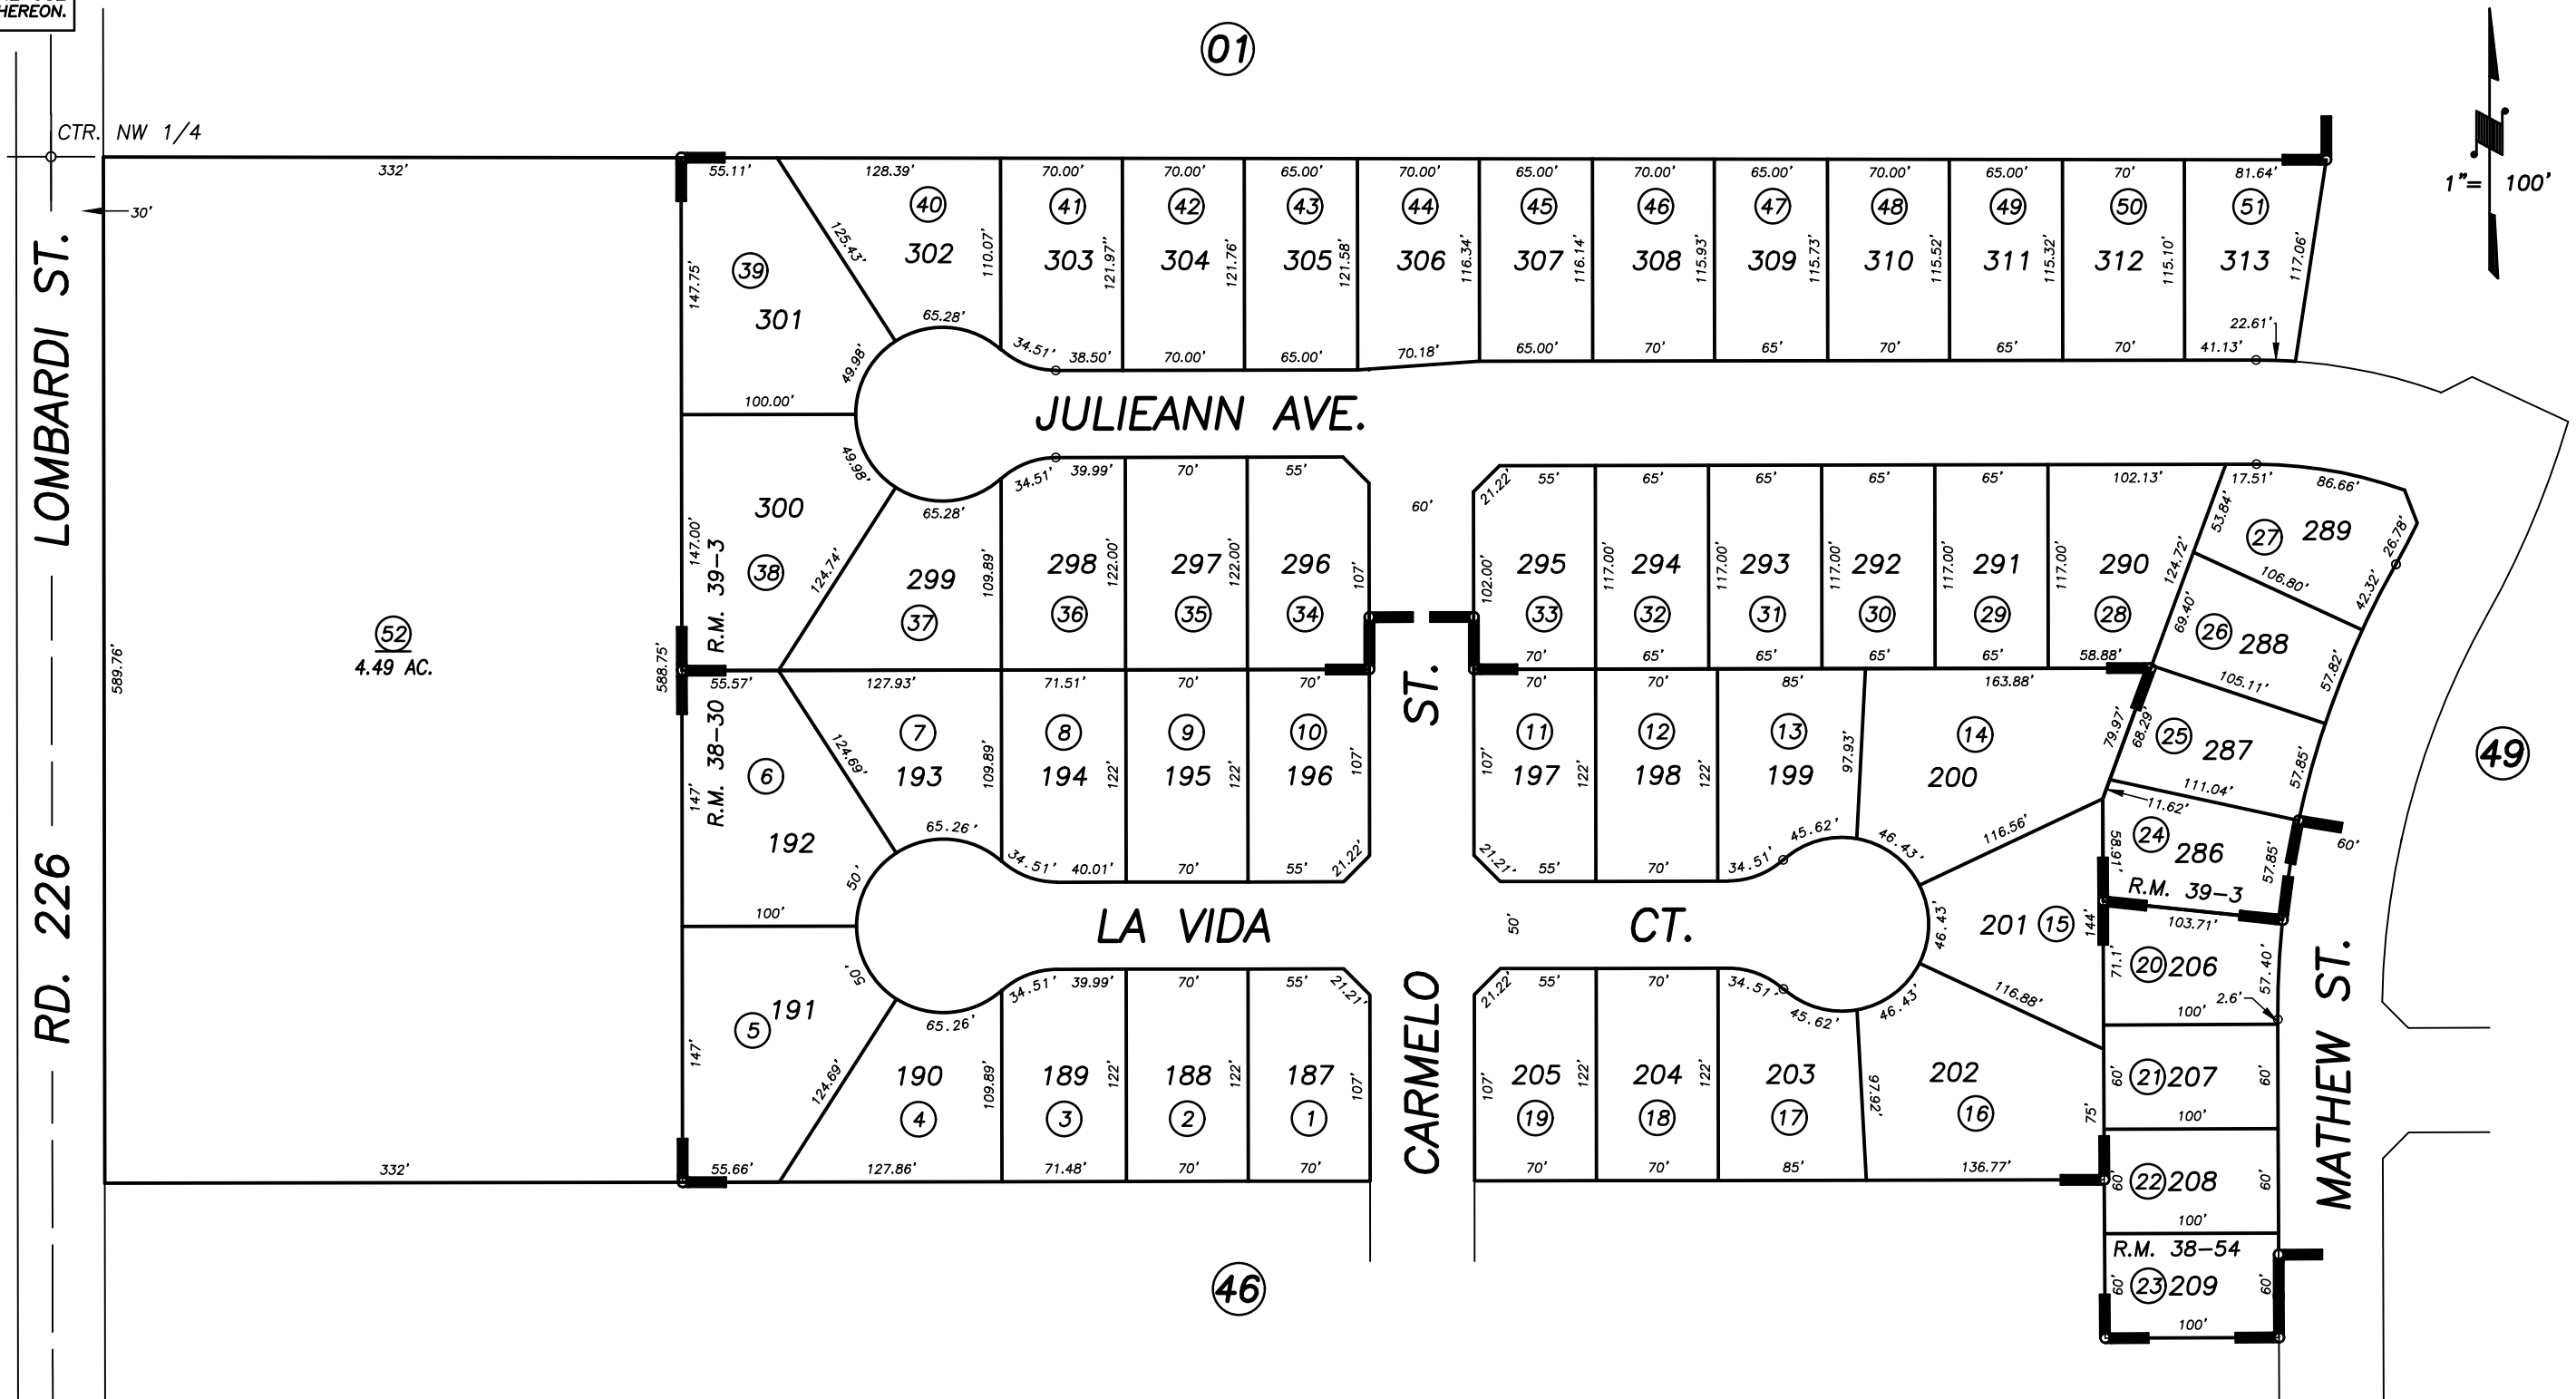 HEREON.
01
CTR. NW 1/4
1"= 100'
332' 55.11' 128.39' 70.00' 70.00' 65.00' 70.00' 65.00' 70.00' 65.00' 70.00' 65.00' 70' 81.64'
30'
40 41 42 43 44 45 46 47 48 49 50 51
302 303 304 305 306 307 308 309 310 311 312 313
125.43' 110.07' 121.97" 121.76' 121.58' 116.34' 116.14' 115.93' 115.73' 115.52' 115.32' 115.10' 117.06'
39
147.75'
301
65.28' 34.51' 38.50' 70.00' 65.00' 70.18' 65.00' 70' 65' 70' 65' 70' 41.13' 22.61'
49.98'
100.00'
JULIEANN AVE.
LOMBARDI ST.
49.98'
34.51' 39.99' 70' 55' 21.22' 55' 65' 65' 65' 65' 102.13' 17.51' 86.66'
60'
300
65.28'
38
147.00'
R.M. 39-3
124.74'
299 298 297 296 295 294 293 292 291 290
37 36 35 34 33 32 31 30 29 28
109.89' 122.00' 122.00' 107' 102.00' 117.00' 117.00' 117.00' 117.00' 117.00' 124.72'
53.84' 27 289 26.78'
106.80' 42.32'
69.40' 26 288
105.11' 57.82'
70' 65' 65' 65' 65' 58.88'
52
4.49 AC.
589.76' 588.75'
55.57' 127.93' 71.51' 70' 70' 70' 70' 85' 163.88'
ST.
R.M. 38-30
147'
6
192
124.69'
7 8 9 10 11 12 13 14
193 194 195 196 197 198 199 200
109.89' 122' 122' 107' 107' 122' 122' 97.93'
79.97' 68.29' 25 287 57.85'
111.04'
11.62'
49
60'
58.91' 24 286 57.85'
R.M. 39-3
65.26' 34.51' 40.01' 70' 55' 21.22' 21.21' 55' 70' 34.51' 45.62' 46.43' 116.56'
50'
100'
LA VIDA CT.
50'
46.43'
201 15 144'
103.71'
71.1' 20 206 57.40'
2.6'
100'
RD. 226
50'
5 191
147'
124.69'
65.26' 34.51' 39.99' 70' 55' 21.21' 21.22' 55' 70' 34.51' 45.62' 46.43' 116.88'
190 189 188 187 205 204 203 202
4 3 2 1 19 18 17 16
109.89' 122' 122' 107' 107' 122' 122' 97.92' 75'
60' 21 207 60'
100'
CARMELO
MATHEW ST.
332' 55.66' 127.86' 71.48' 70' 70' 70' 70' 85' 136.77'
60' 22 208 60'
100'
R.M. 38-54
60' 23 209 60'
100'
46